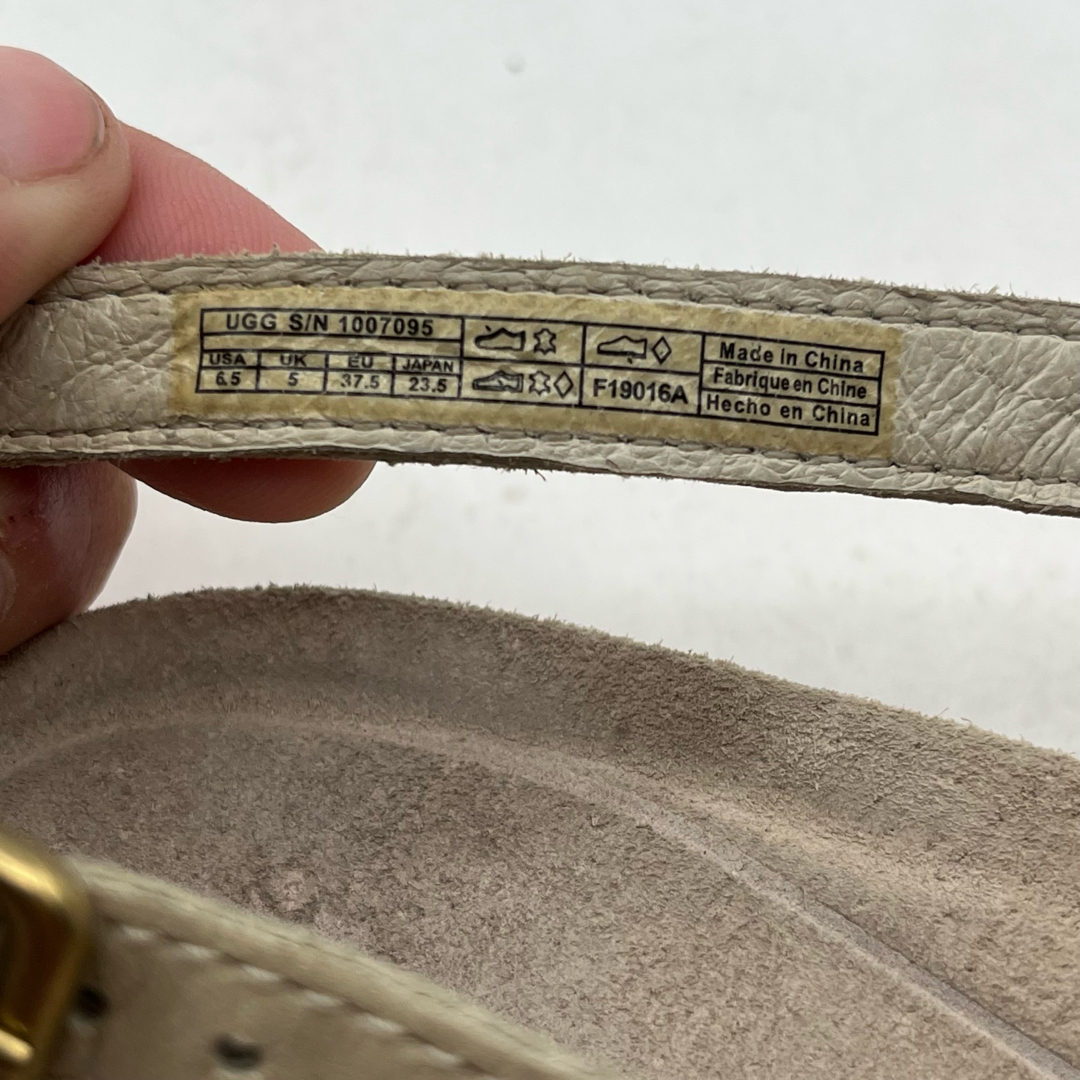 UGG S/N 1007095
USA UK EU JAPAN
6.5 5 37.5 23.5
F19016A
Made in China
Fabrique en Chine
Hecho en China